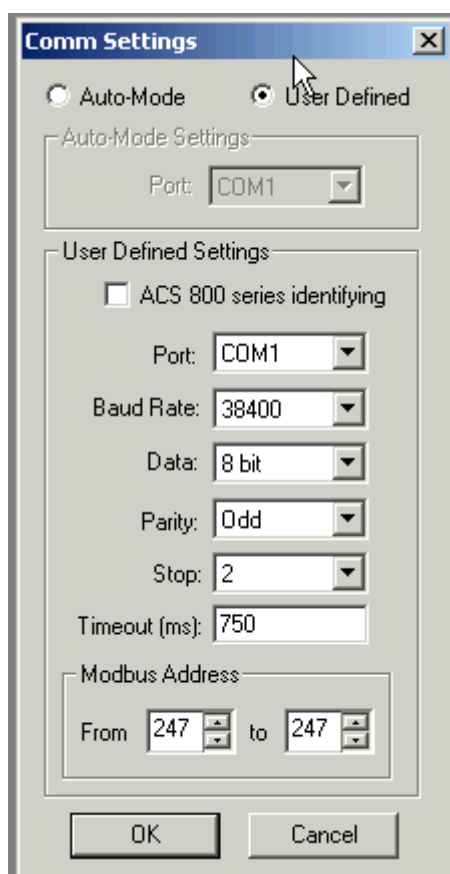 Comm Settings
Auto-Mode User Defined
Auto-Mode Settings
Port: COM1
User Defined Settings
ACS 800 series identifying
Port: COM1
Baud Rate: 38400
Data: 8 bit
Parity: Odd
Stop: 2
Timeout (ms): 750
Modbus Address
From 247 to 247
OK Cancel